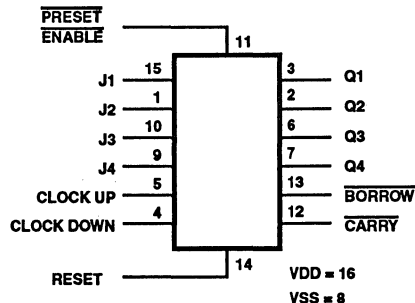 PRESET
ENABLE
11
J1 15 3 Q1
J2 1 2 Q2
J3 10 6 Q3
J4 9 7 Q4
CLOCK UP 5 13 BORROW
CLOCK DOWN 4 12 CARRY
RESET 14
VDD = 16
VSS = 8